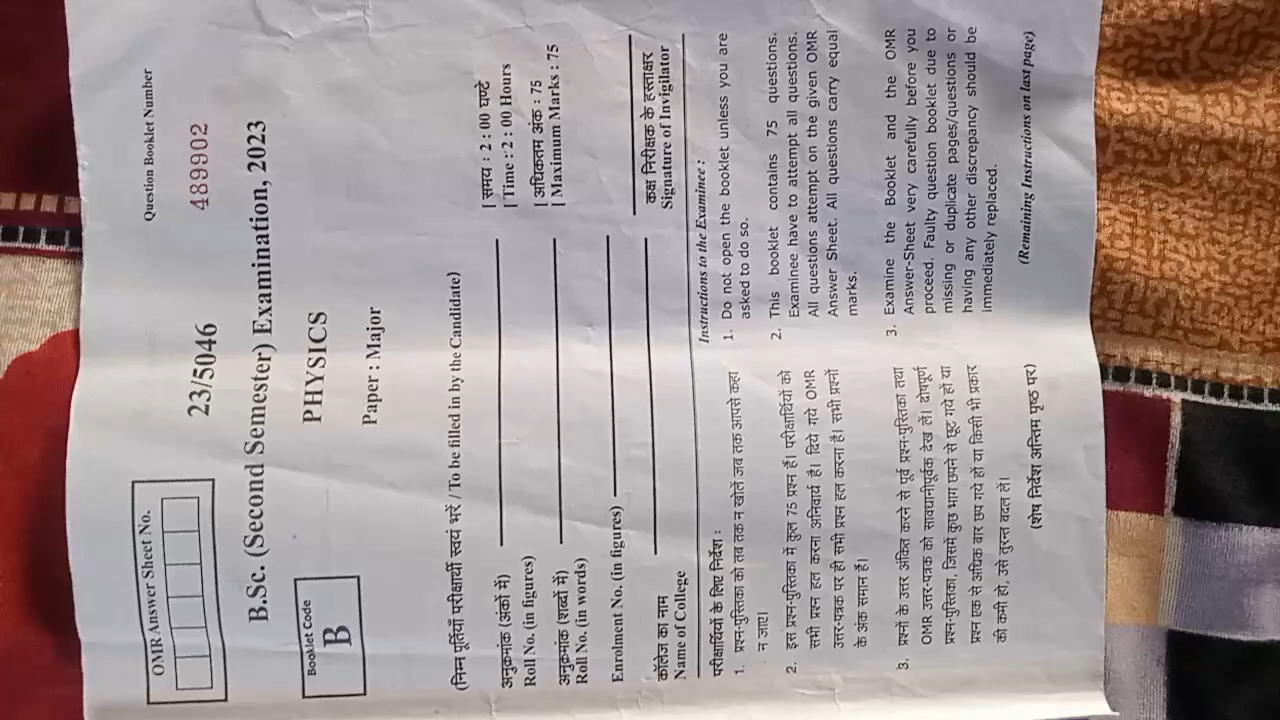 OMR Answer Sheet No.
Question Booklet Number
23/5046
489902
B.Sc. (Second Semester) Examination, 2023
Booklet Code
B
PHYSICS
Paper : Major
(निम्न पूर्तियाँ परीक्षार्थी स्वयं भरें / To be filled in by the Candidate)
अनुक्रमांक (अंकों में)
Roll No. (in figures)
अनुक्रमांक (शब्दों में)
Roll No. (in words)
[ समय : 2 : 00 घण्टे
[ Time : 2 : 00 Hours
[ अधिकतम अंक : 75
[ Maximum Marks : 75
Enrolment No. (in figures)
कॉलेज का नाम
Name of College
कक्ष निरीक्षक के हस्ताक्षर
Signature of Invigilator
परीक्षार्थियों के लिए निर्देश :
1. प्रश्न-पुस्तिका को तब तक न खोलें जब तक आपसे कहा
न जाए।
2. इस प्रश्न-पुस्तिका में कुल 75 प्रश्न हैं। परीक्षार्थियों को
सभी प्रश्न हल करना अनिवार्य है। दिये गये OMR
उत्तर-पत्रक पर ही सभी प्रश्न हल करना है। सभी प्रश्नों
के अंक समान हैं।
3. प्रश्नों के उत्तर अंकित करने से पूर्व प्रश्न-पुस्तिका तथा
OMR उत्तर-पत्रक को सावधानीपूर्वक देख लें। दोषपूर्ण
प्रश्न-पुस्तिका, जिसमें कुछ भाग छपने से छूट गये हों या
प्रश्न एक से अधिक बार छप गये हों या किसी भी प्रकार
की कमी हो, उसे तुरन्त बदल लें।
(शेष निर्देश अन्तिम पृष्ठ पर)
Instructions to the Examinee :
1. Do not open the booklet unless you are
asked to do so.
2. This booklet contains 75 questions.
Examinee have to attempt all questions.
All questions attempt on the given OMR
Answer Sheet. All questions carry equal
marks.
3. Examine the Booklet and the OMR
Answer-Sheet very carefully before you
proceed. Faulty question booklet due to
missing or duplicate pages/questions or
having any other discrepancy should be
immediately replaced.
(Remaining Instructions on last page)